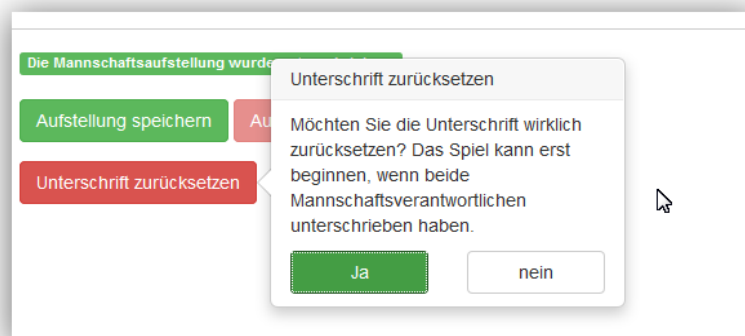 Die Mannschaftsaufstellung wurde
Unterschrift zurücksetzen
Aufstellung speichern
Möchten Sie die Unterschrift wirklich
zurücksetzen? Das Spiel kann erst
beginnen, wenn beide
Mannschaftsverantwortlichen
unterschrieben haben.
Unterschrift zurücksetzen
Ja
nein